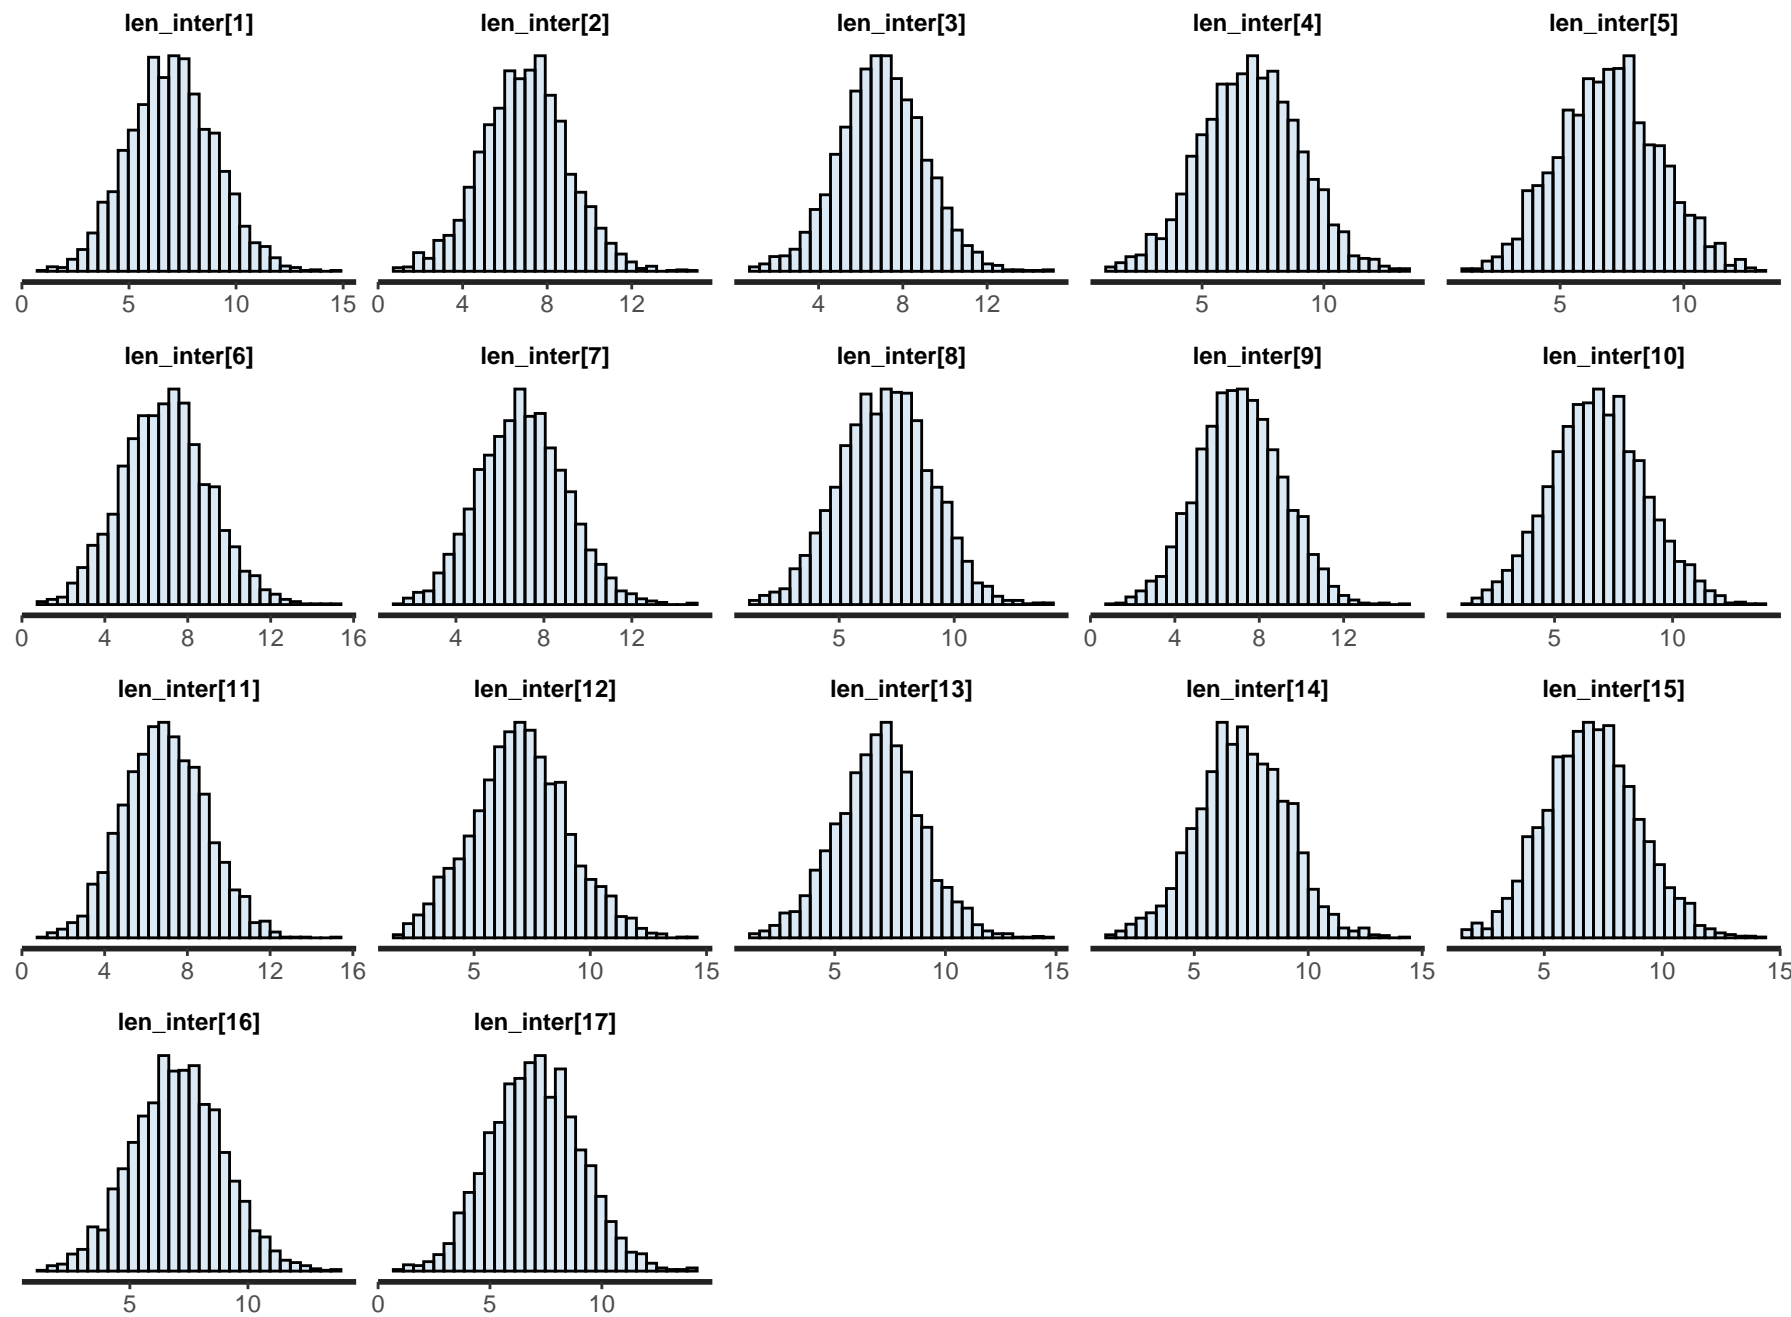 len_inter[1] len_inter[2] len_inter[3] len_inter[4] len_inter[5]
0 5 10 15 0 4 8 12 4 8 12 5 10 5 10
len_inter[6] len_inter[7] len_inter[8] len_inter[9] len_inter[10]
0 4 8 12 16 4 8 12 5 10 0 4 8 12 5 10
len_inter[11] len_inter[12] len_inter[13] len_inter[14] len_inter[15]
0 4 8 12 16 5 10 15 5 10 15 5 10 15 5 10 15
len_inter[16] len_inter[17]
5 10 0 5 10